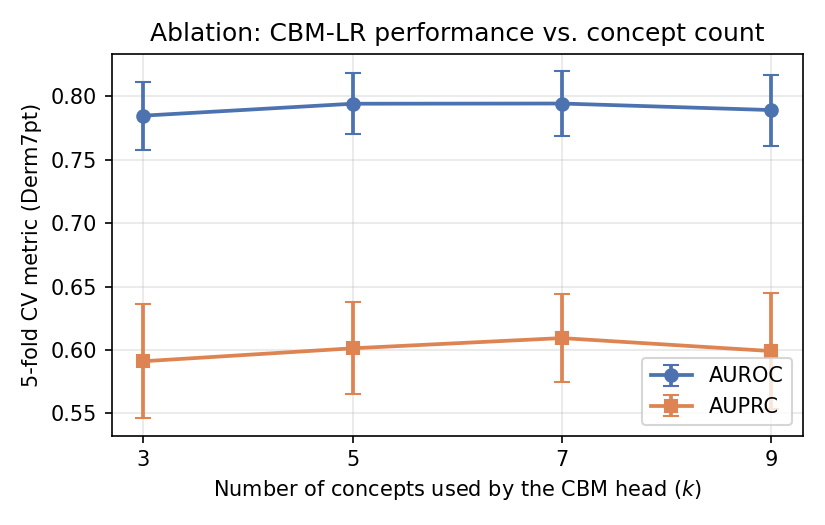 Ablation: CBM-LR performance vs. concept count
5-fold CV metric (Derm7pt)
0.80
0.75
0.70
0.65
0.60
0.55
3 5 7 9
Number of concepts used by the CBM head (k)
AUROC
AUPRC